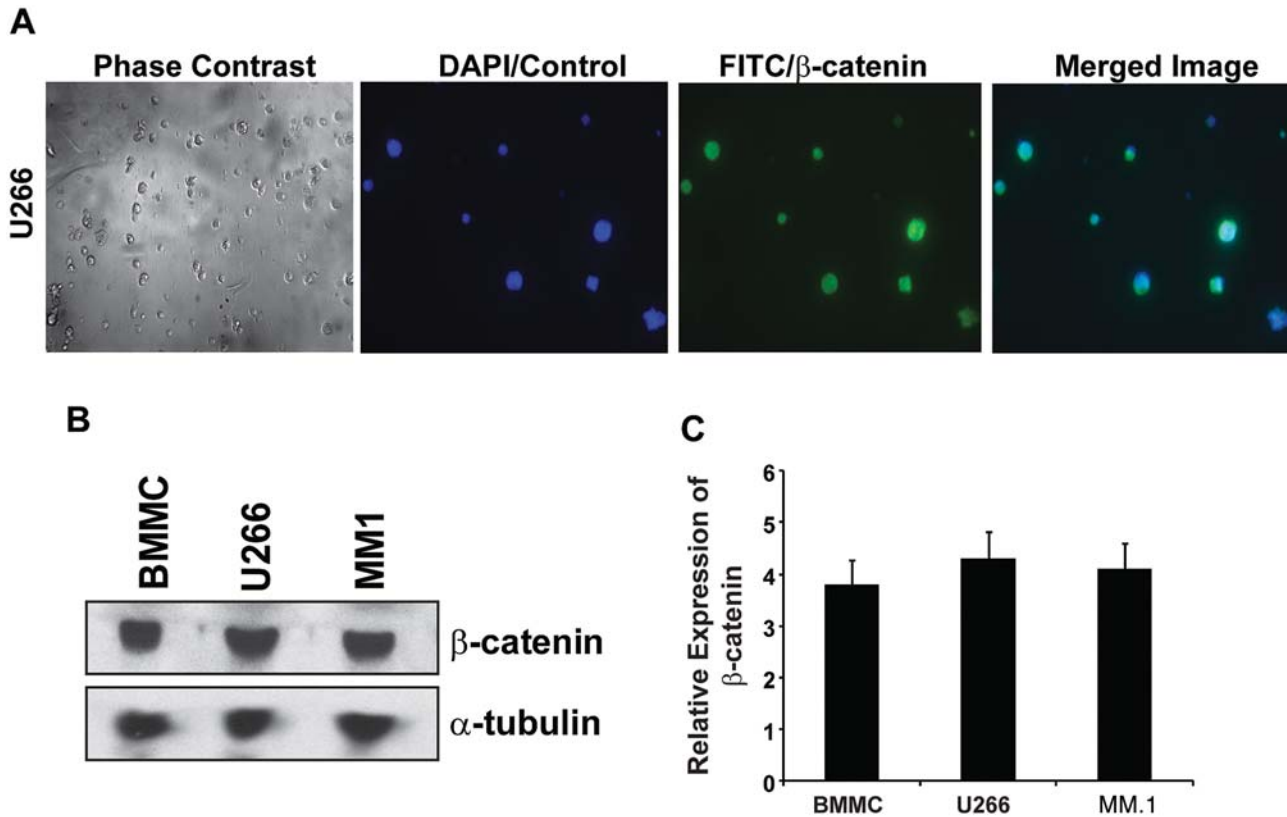 A
Phase Contrast
DAPI/Control
FITC/β-catenin
Merged Image
U266
B
BMMC
U266
MM1
β-catenin
α-tubulin
C
Relative Expression of
β-catenin
6
5
4
3
2
1
0
BMMC
U266
MM.1